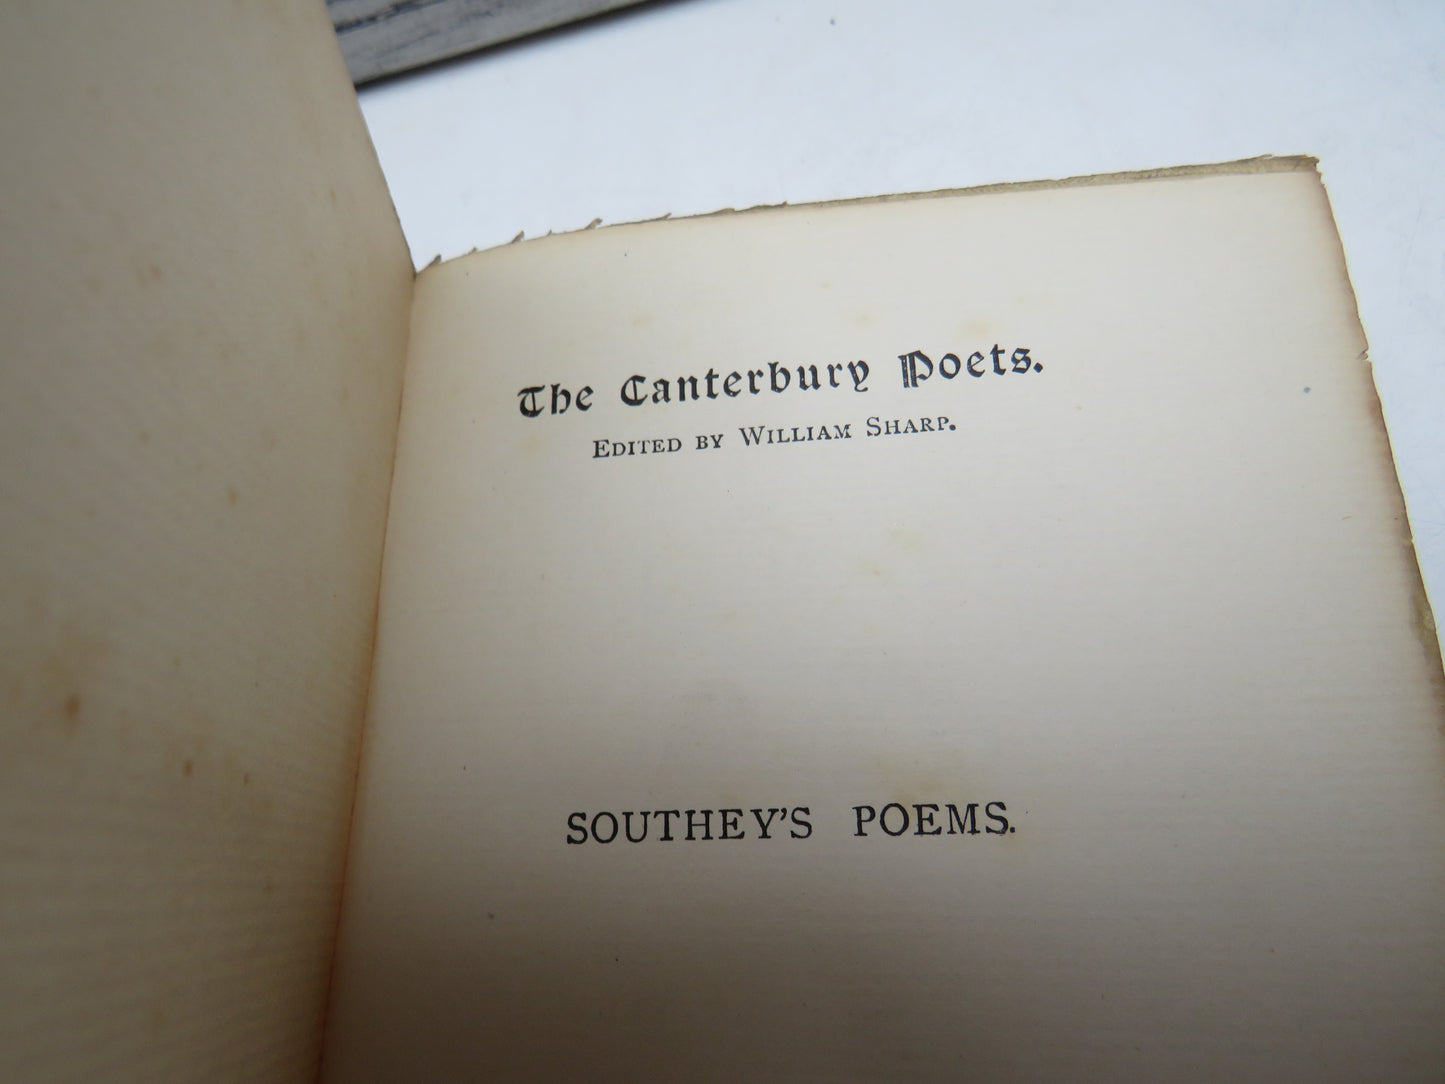 The Canterbury Poets.
EDITED BY WILLIAM SHARP.
SOUTHEY'S POEMS.